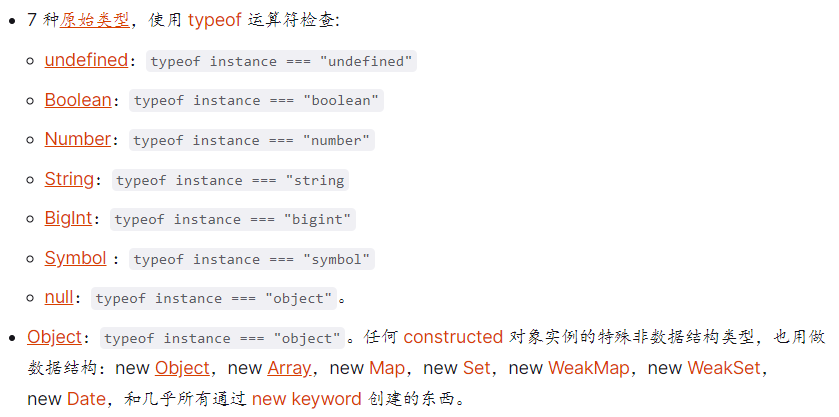 7 种原始类型，使用 typeof 运算符检查:
undefined：typeof instance === "undefined"
Boolean：typeof instance === "boolean"
Number：typeof instance === "number"
String：typeof instance === "string
BigInt：typeof instance === "bigint"
Symbol ：typeof instance === "symbol"
null：typeof instance === "object"。
Object：typeof instance === "object"。任何 constructed 对象实例的特殊非数据结构类型，也用做
数据结构：new Object，new Array，new Map，new Set，new WeakMap，new WeakSet，
new Date，和几乎所有通过 new keyword 创建的东西。